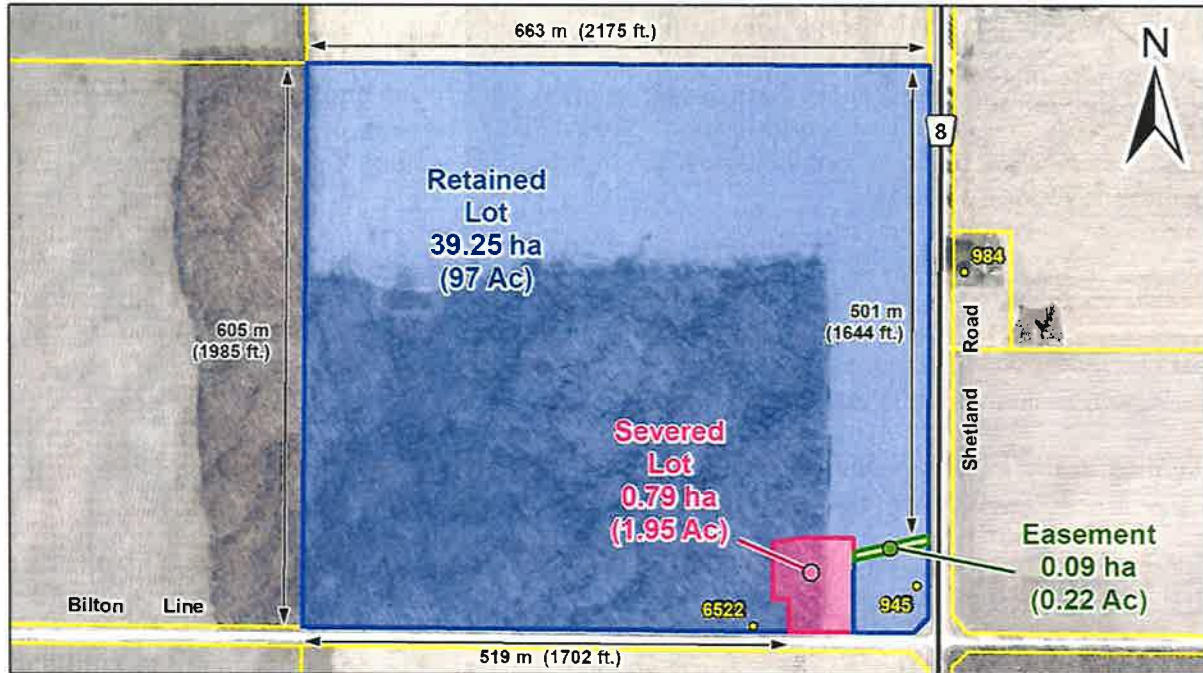 663 m (2175 ft.)
N
8
Retained
Lot
39.25 ha
(97 Ac)
984
605 m
(1985 ft.)
501 m
(1644 ft.)
Shetland Road
Severed
Lot
0.79 ha
(1.95 Ac)
Easement
0.09 ha
(0.22 Ac)
Bilton Line
6522
945
519 m (1702 ft.)